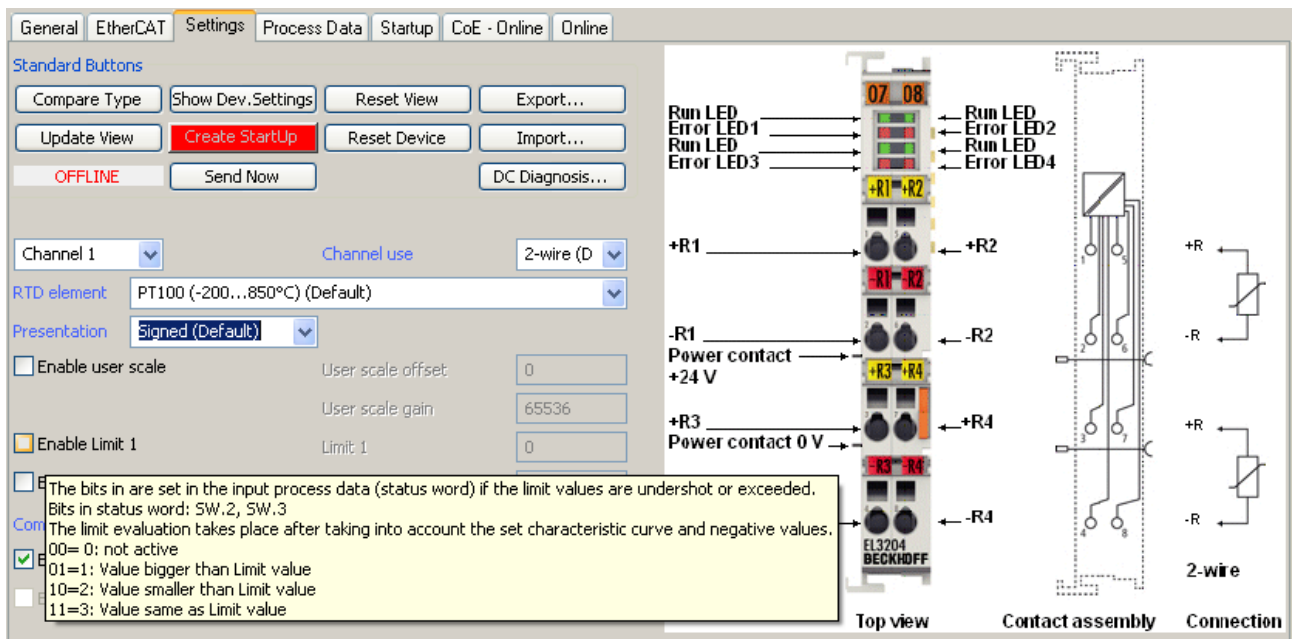 General EtherCAT Settings Process Data Startup CoE - Online Online
Standard Buttons
Compare Type Show Dev.Settings Reset View Export...
Update View Create StartUp Reset Device Import...
OFFLINE Send Now DC Diagnosis...
Channel 1 Channel use 2-wire (D
RTD element PT100 (-200...850°C) (Default)
Presentation Signed (Default)
Enable user scale User scale offset 0
User scale gain 65536
Enable Limit 1 Limit 1 0
The bits in are set in the input process data (status word) if the limit values are undershot or exceeded.
Bits in status word: SW.2, SW.3
The limit evaluation takes place after taking into account the set characteristic curve and negative values.
00= 0: not active
01=1: Value bigger than Limit value
10=2: Value smaller than Limit value
11=3: Value same as Limit value
07 08
Run LED Run LED
Error LED1 Error LED2
Run LED Run LED
Error LED3 Error LED4
+R1 +R2
+R1 +R2
-R1 -R2
-R1 -R2
Power contact
+24 V
+R3 +R4
+R3 +R4
Power contact 0 V
-R3 -R4
-R4
EL3204
BECKHOFF
Top view
1 5
2 6
3 7
4 8
Contact assembly
+R
-R
+R
-R
2-wire
Connection